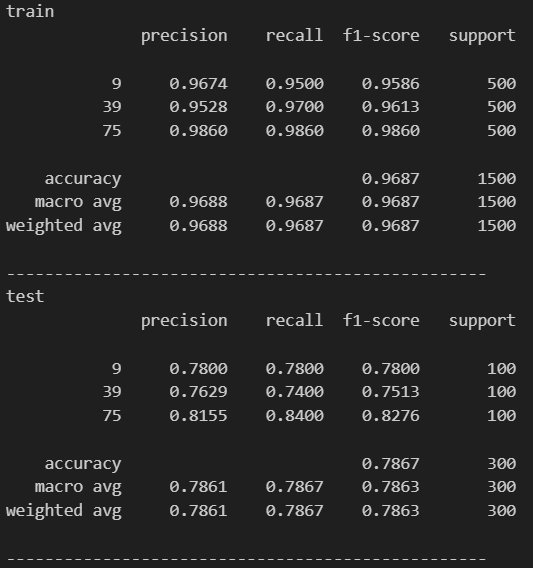 train
precision recall f1-score support
9 0.9674 0.9500 0.9586 500
39 0.9528 0.9700 0.9613 500
75 0.9860 0.9860 0.9860 500
accuracy 0.9687 1500
macro avg 0.9688 0.9687 0.9687 1500
weighted avg 0.9688 0.9687 0.9687 1500
--------------------------------------------------
test
precision recall f1-score support
9 0.7800 0.7800 0.7800 100
39 0.7629 0.7400 0.7513 100
75 0.8155 0.8400 0.8276 100
accuracy 0.7867 300
macro avg 0.7861 0.7867 0.7863 300
weighted avg 0.7861 0.7867 0.7863 300
--------------------------------------------------